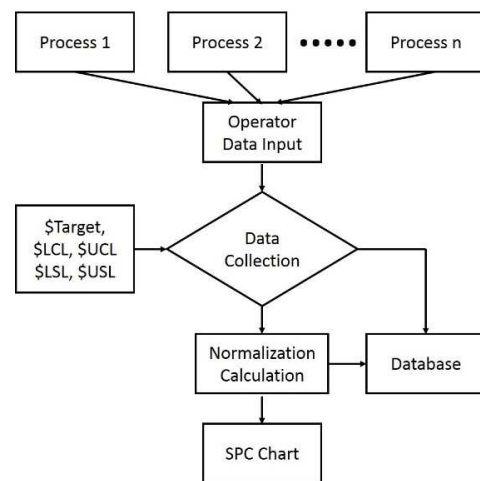 Process 1
Process 2
Process n
Operator
Data Input
$Target,
$LCL, $UCL
$LSL, $USL
Data
Collection
Normalization
Calculation
Database
SPC Chart